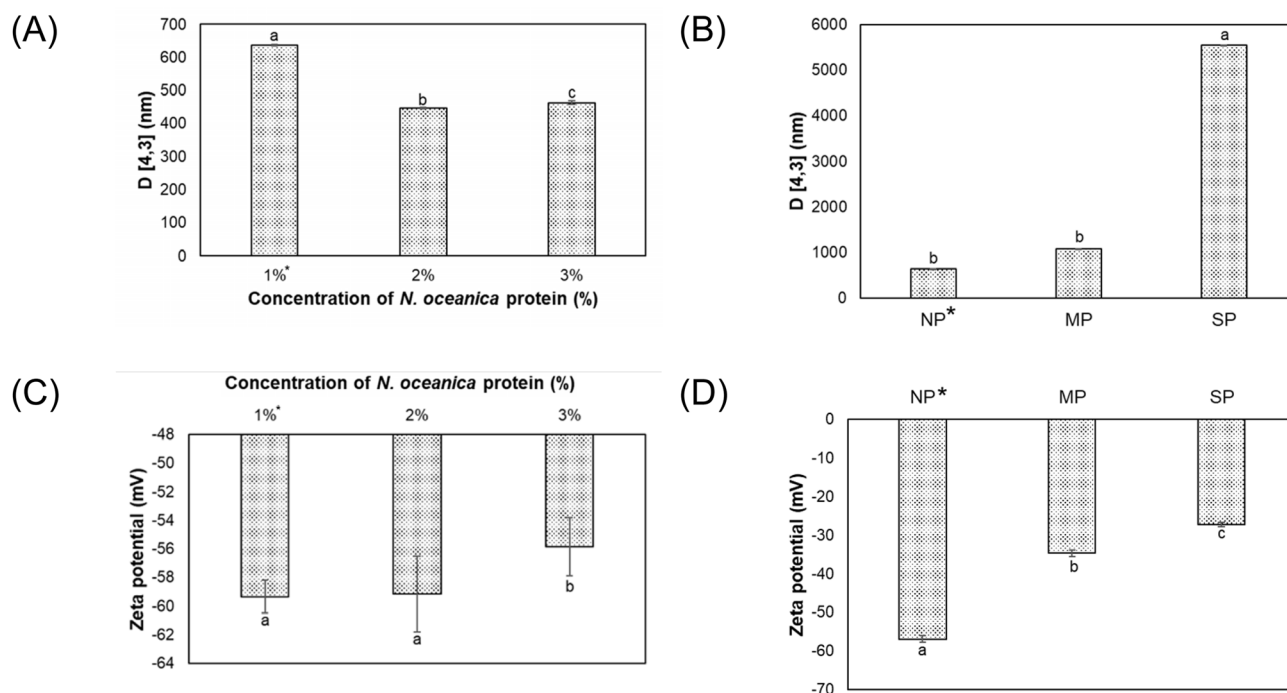 (A)
700
600
500
400
300
200
100
0
D [4,3] (nm)
a
b
c
1%*
2%
3%
Concentration of N. oceanica protein (%)
(B)
6000
5000
4000
3000
2000
1000
0
D [4,3] (nm)
b
b
a
NP*
MP
SP
(C)
Concentration of N. oceanica protein (%)
1%*
2%
3%
-48
-50
-52
-54
-56
-58
-60
-62
-64
Zeta potential (mV)
a
a
b
(D)
NP*
MP
SP
0
-10
-20
-30
-40
-50
-60
-70
Zeta potential (mV)
a
b
c